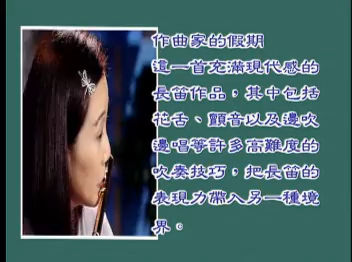 作曲家的假期
這一首充滿現代感的
長笛作品，其中包括
花舌、顫音以及邊吹
邊唱等許多高難度的
吹奏技巧，把長笛的
表現力帶入另一種境
界。